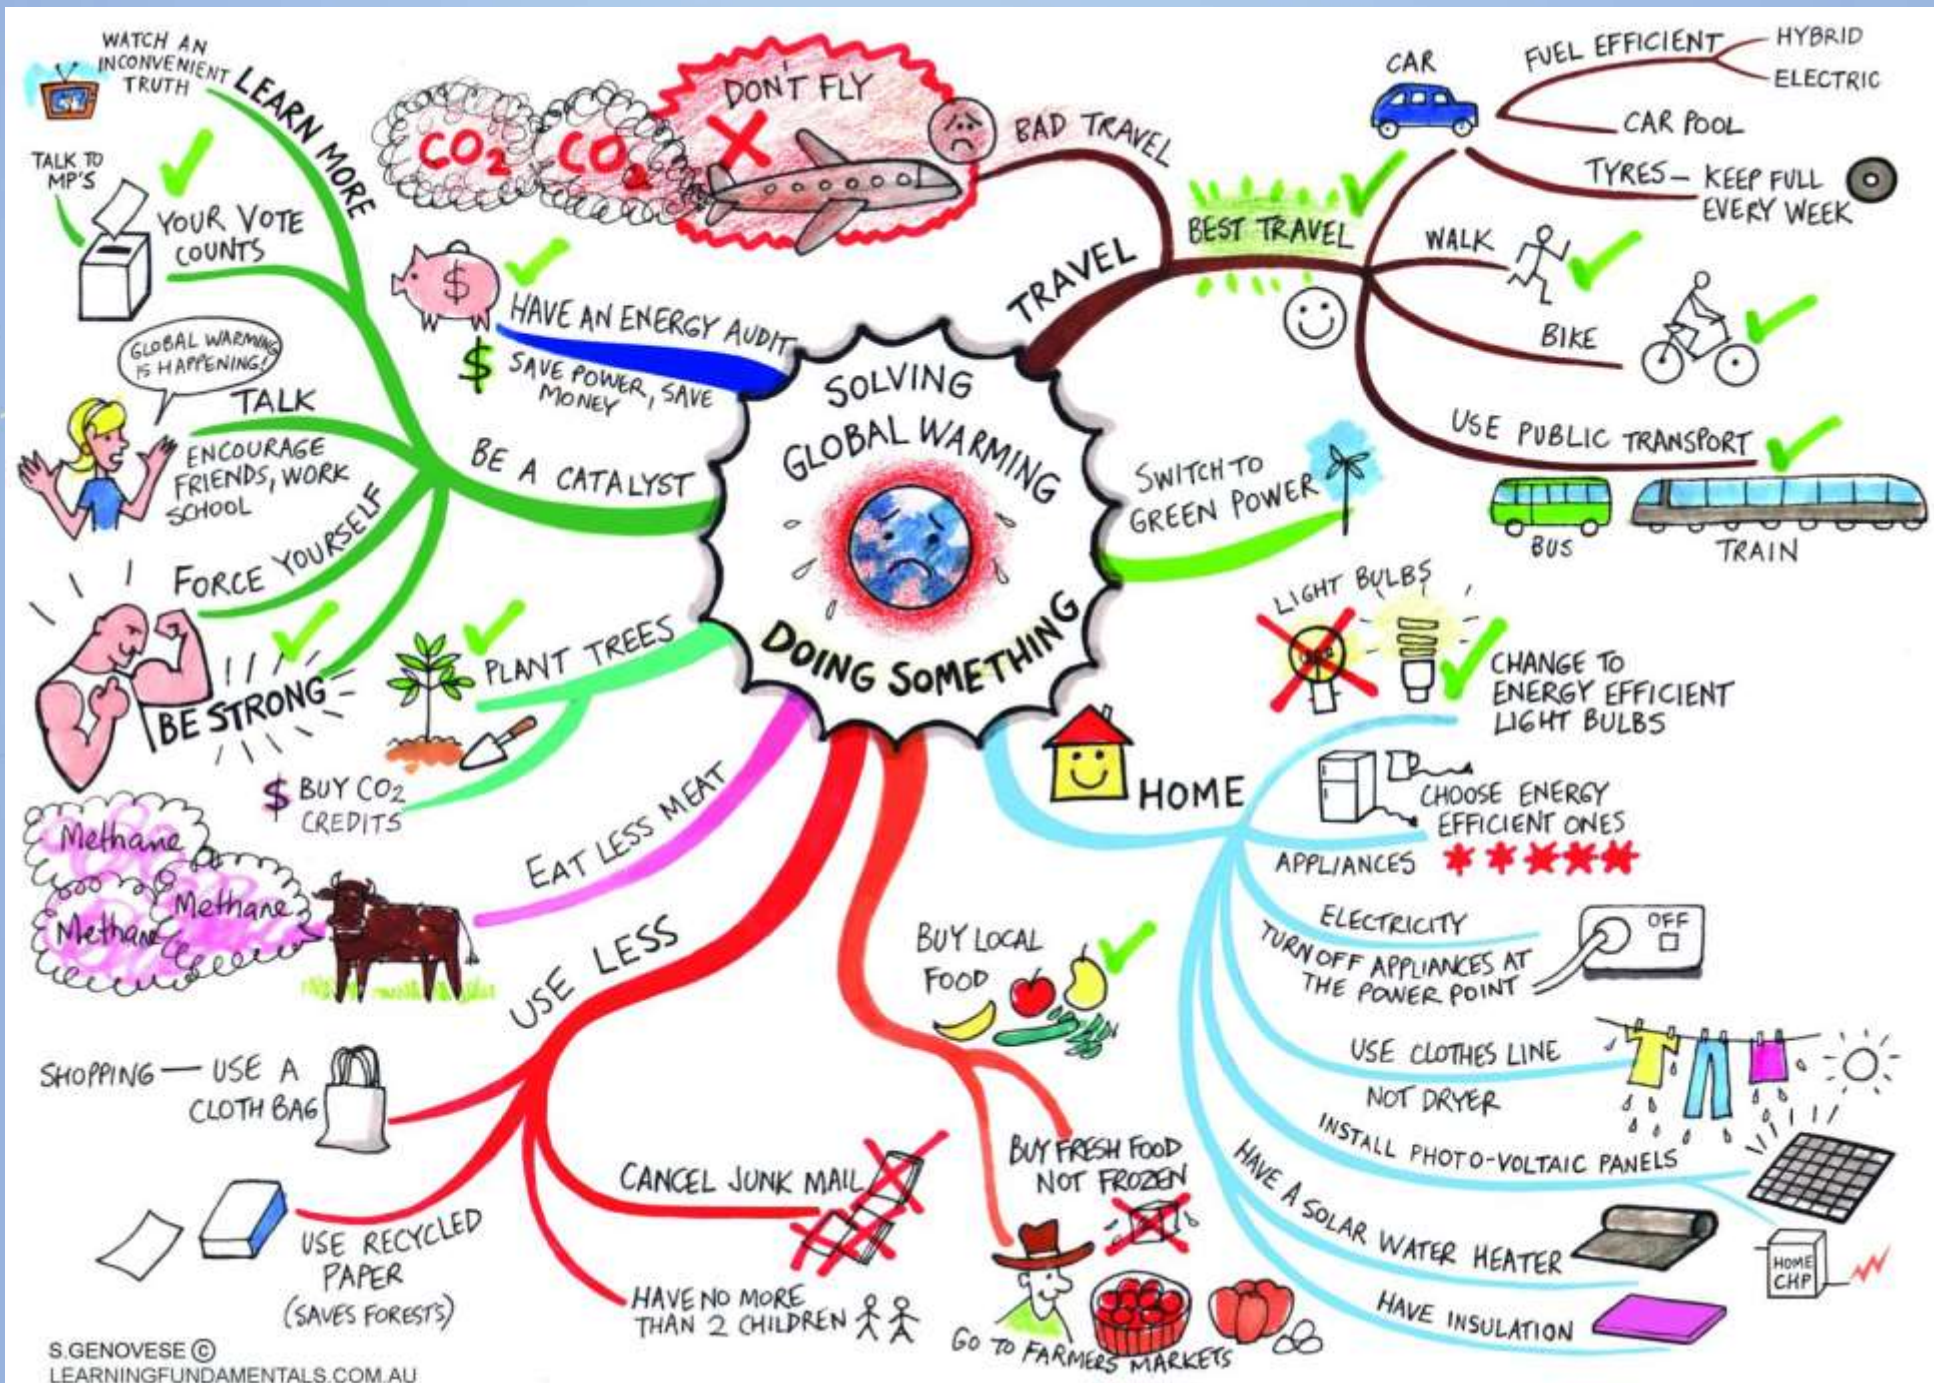 SOLVING
GLOBAL WARMING
DOING SOMETHING
TRAVEL
BAD TRAVEL
DON'T FLY
CO2
CO2
BEST TRAVEL
CAR
FUEL EFFICIENT
HYBRID
ELECTRIC
CAR POOL
TYRES — KEEP FULL
EVERY WEEK
WALK
BIKE
USE PUBLIC TRANSPORT
BUS
TRAIN
SWITCH TO
GREEN POWER
HOME
LIGHT BULBS
CHANGE TO
ENERGY EFFICIENT
LIGHT BULBS
CHOOSE ENERGY
EFFICIENT ONES
APPLIANCES
ELECTRICITY
TURN OFF APPLIANCES AT
THE POWER POINT
OFF
USE CLOTHES LINE
NOT DRYER
INSTALL PHOTO-VOLTAIC PANELS
HOME
CHP
HAVE A SOLAR WATER HEATER
HAVE INSULATION
BUY LOCAL
FOOD
BUY FRESH FOOD
NOT FROZEN
GO TO FARMERS MARKETS
USE LESS
SHOPPING — USE A
CLOTH BAG
USE RECYCLED
PAPER
(SAVES FORESTS)
CANCEL JUNK MAIL
HAVE NO MORE
THAN 2 CHILDREN
EAT LESS MEAT
Methane
Methane
Methane
PLANT TREES
$ BUY CO2
CREDITS
BE A CATALYST
LEARN MORE
WATCH AN
INCONVENIENT
TRUTH
YOUR VOTE
COUNTS
TALK TO
MP'S
TALK
GLOBAL WARMING
IS HAPPENING!
ENCOURAGE
FRIENDS, WORK
SCHOOL
FORCE YOURSELF
BE STRONG
HAVE AN ENERGY AUDIT
$
$
SAVE POWER, SAVE
MONEY
S.GENOVESE ©
LEARNINGFUNDAMENTALS.COM.AU